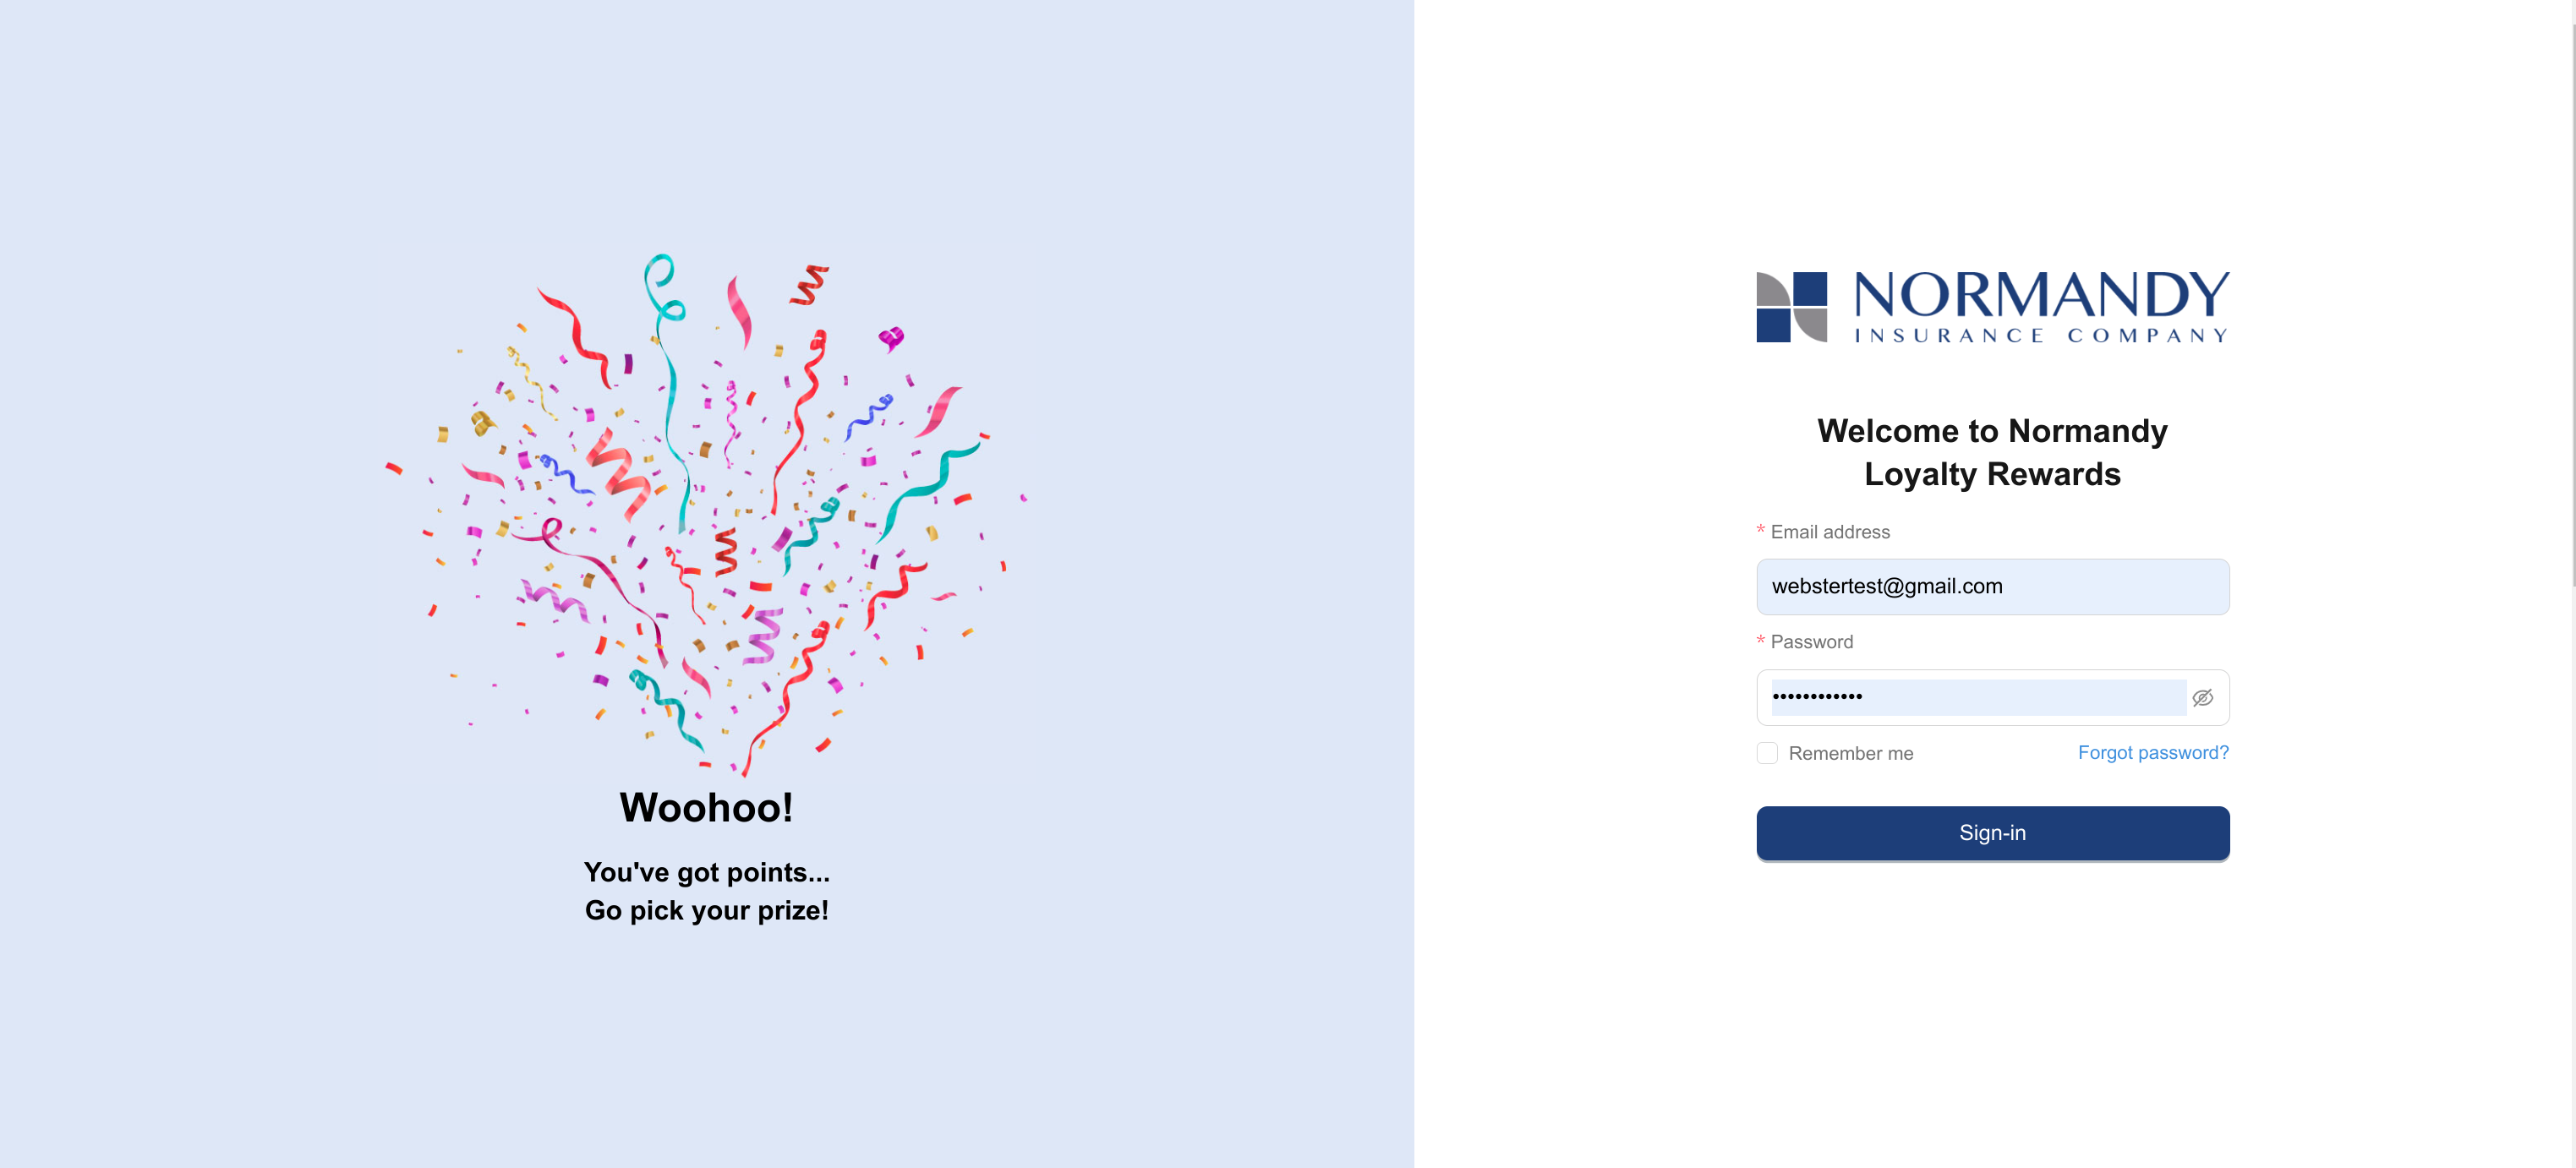 Woohoo!
You've got points...
Go pick your prize!
NORMANDY
INSURANCE COMPANY
Welcome to Normandy
Loyalty Rewards
* Email address
webstertest@gmail.com
* Password
••••••••••••
Remember me
Forgot password?
Sign-in